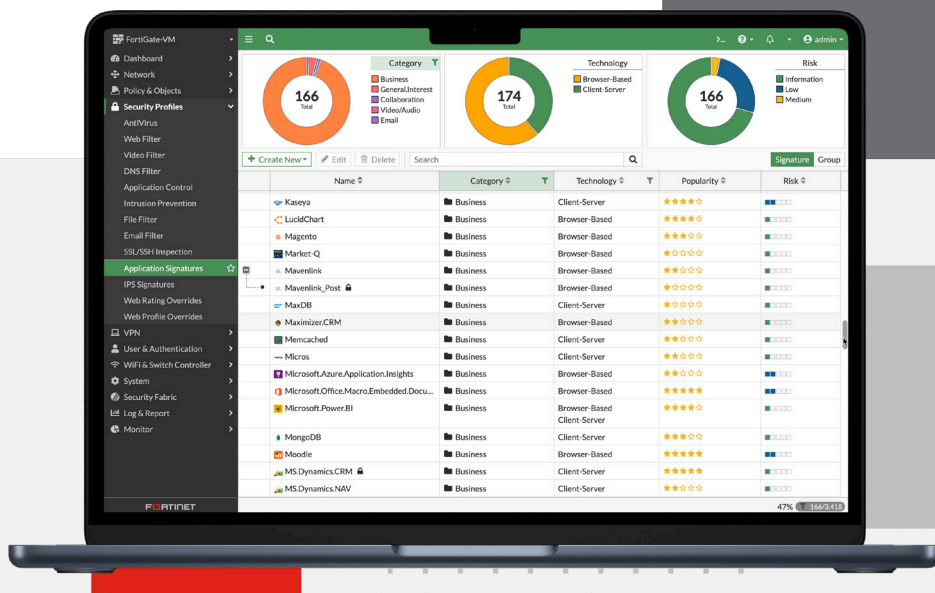 FortiGate-VM
admin
Dashboard
Network
Policy & Objects
Security Profiles
AntiVirus
Web Filter
Video Filter
DNS Filter
Application Control
Intrusion Prevention
File Filter
Email Filter
SSL/SSH Inspection
Application Signatures
IPS Signatures
Web Rating Overrides
Web Profile Overrides
VPN
User & Authentication
WiFi & Switch Controller
System
Security Fabric
Log & Report
Monitor
FORTINET
166
Total
Category
Business
General.Interest
Collaboration
Video/Audio
Email
174
Total
Technology
Browser-Based
Client-Server
166
Total
Risk
Information
Low
Medium
+ Create New Edit Delete Search Signature Group
Name Category Technology Popularity Risk
Kaseya Business Client-Server
LucidChart Business Browser-Based
Magento Business Browser-Based
Market-Q Business Browser-Based
Mavenlink Business Browser-Based
Mavenlink_Post Business Browser-Based
MaxDB Business Client-Server
Maximizer.CRM Business Browser-Based
Memcached Business Client-Server
Micros Business Client-Server
Microsoft.Azure.Application.Insights Business Browser-Based
Microsoft.Office.Macro.Embedded.Docu... Business Browser-Based
Microsoft.Power.BI Business Browser-Based
Client-Server
MongoDB Business Client-Server
Moodle Business Browser-Based
MS.Dynamics.CRM Business Client-Server
MS.Dynamics.NAV Business Client-Server
47% 166/3,418